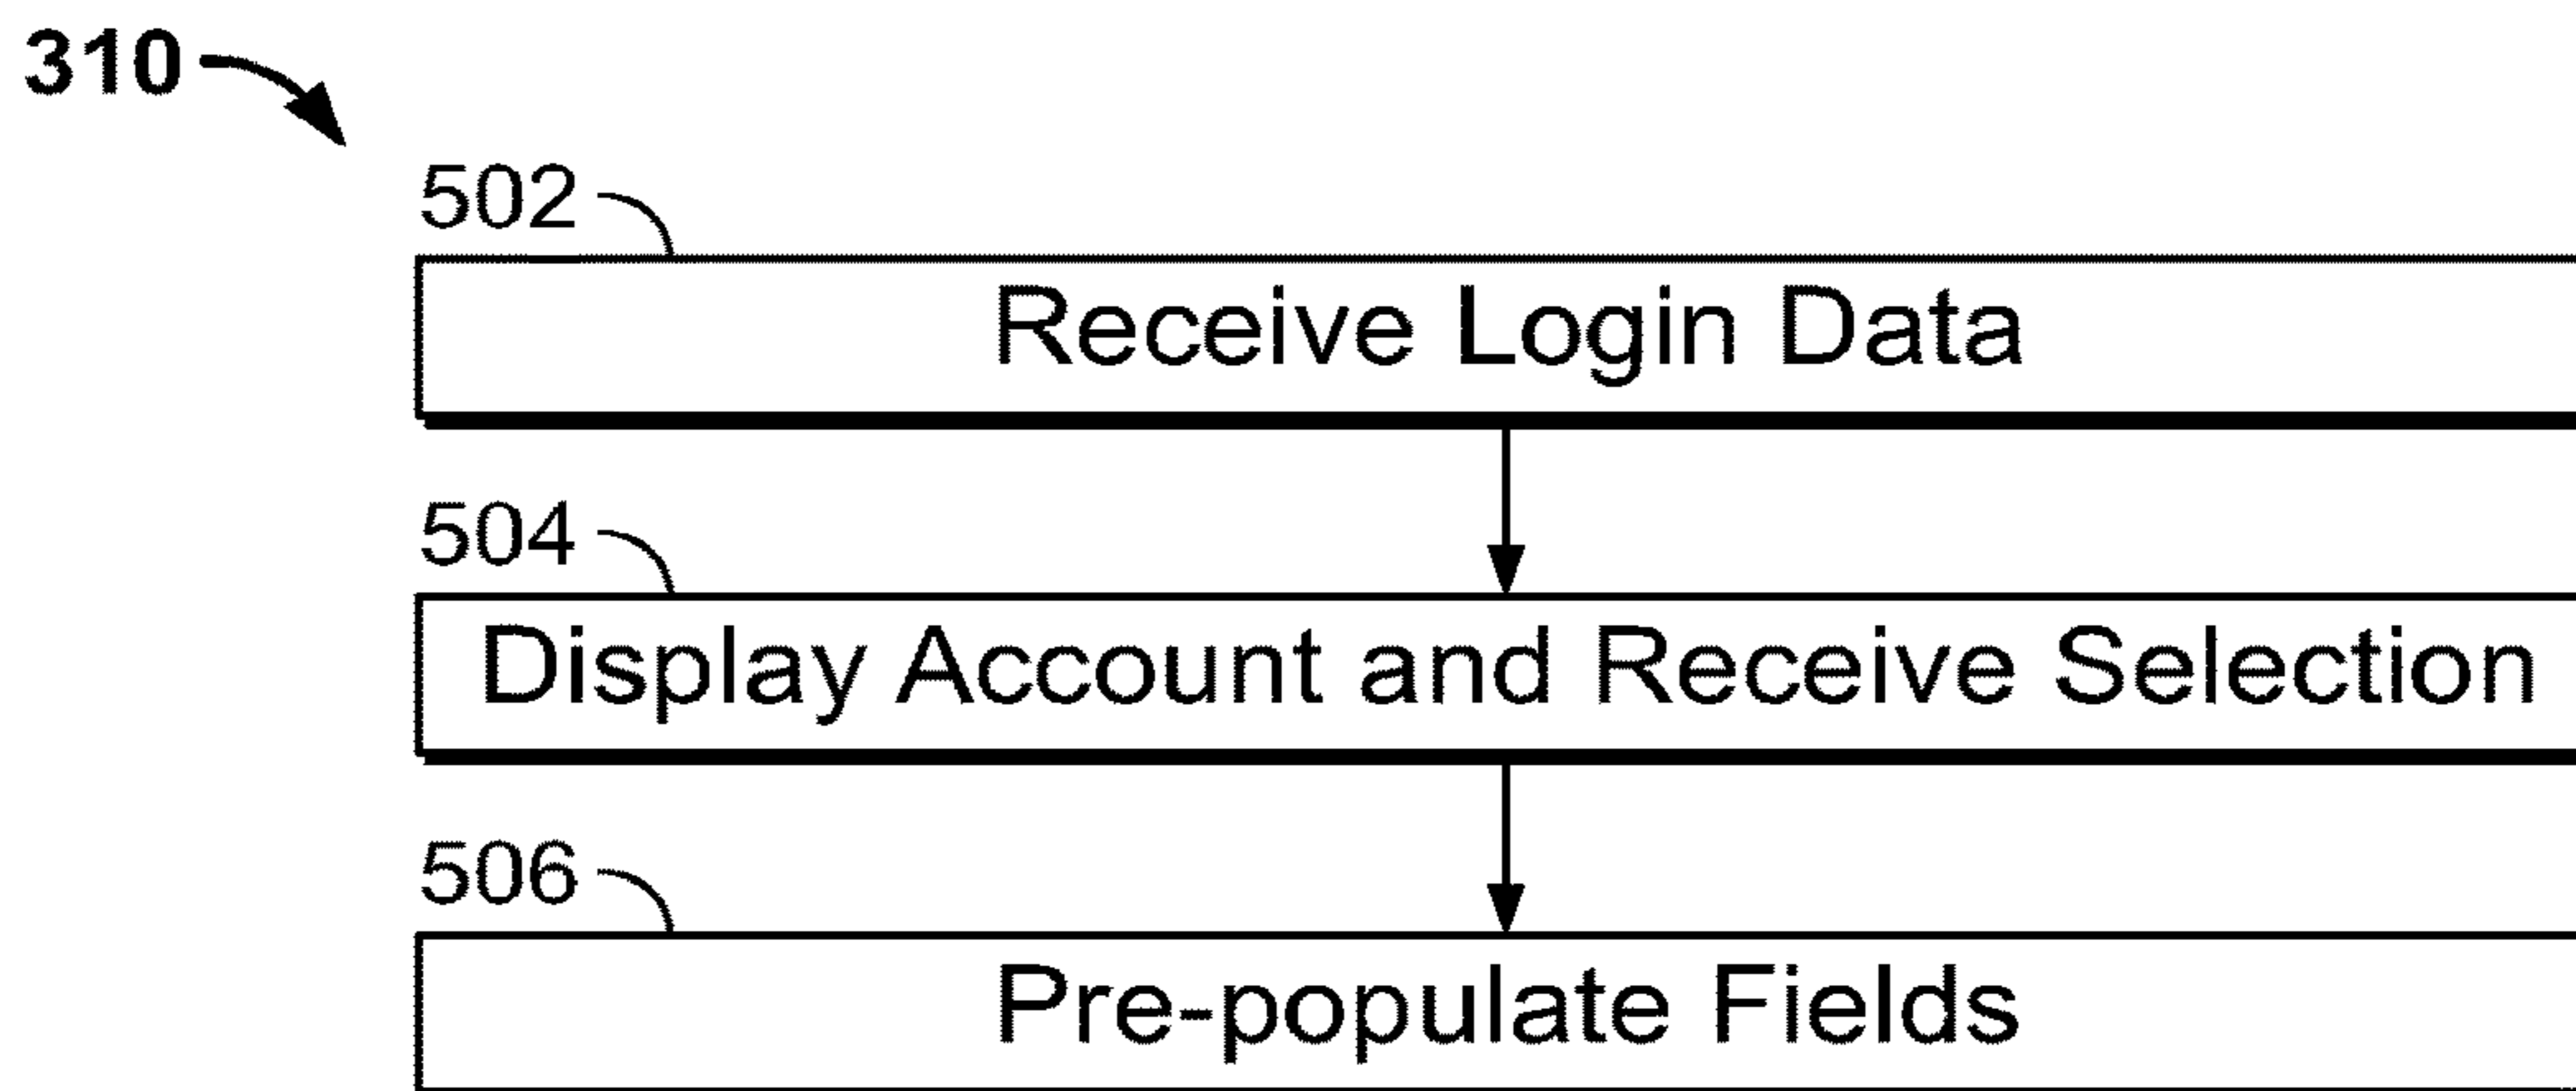 310
502
Receive Login Data
504
Display Account and Receive Selection
506
Pre-populate Fields